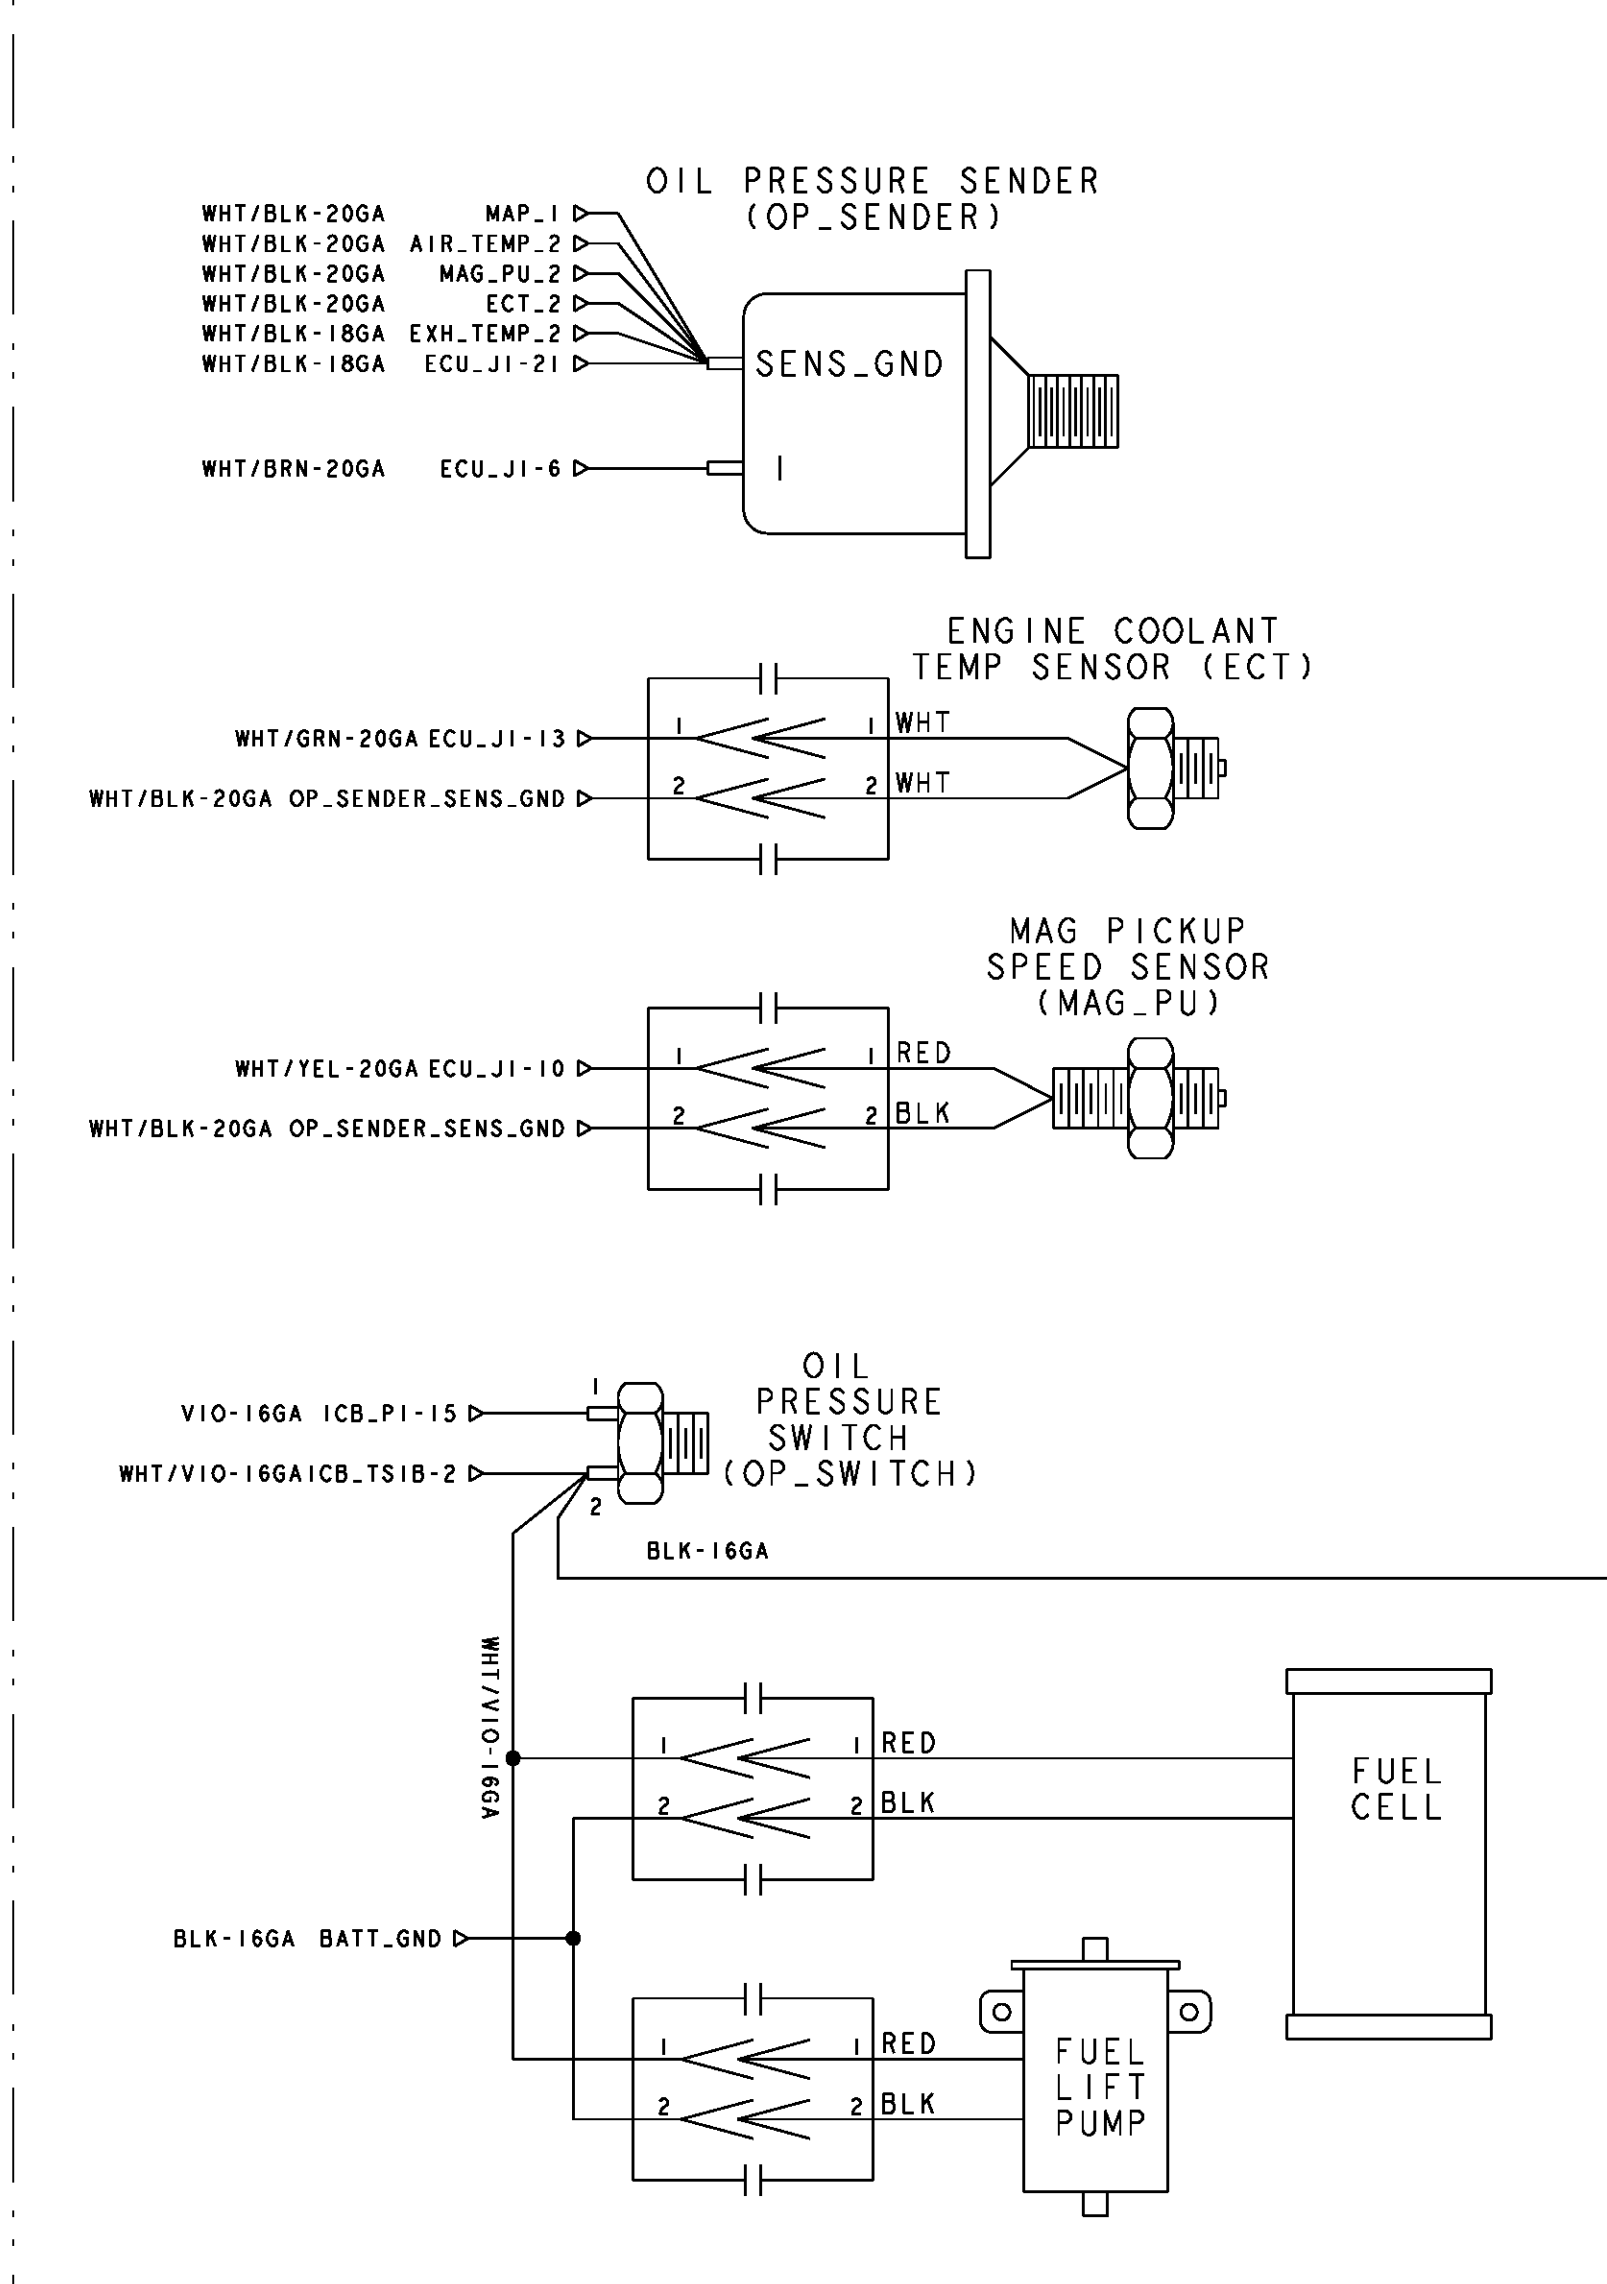 OIL PRESSURE SENDER
(OP_SENDER)
WHT/BLK-20GA MAP_1
WHT/BLK-20GA AIR_TEMP_2
WHT/BLK-20GA MAG_PU_2
WHT/BLK-20GA ECT_2
WHT/BLK-18GA EXH_TEMP_2
WHT/BLK-18GA ECU_J1-21
SENS_GND
WHT/BRN-20GA ECU_J1-6
1
ENGINE COOLANT
TEMP SENSOR (ECT)
WHT/GRN-20GA ECU_J1-13 1 1 WHT
WHT/BLK-20GA OP_SENDER_SENS_GND 2 2 WHT
MAG PICKUP
SPEED SENSOR
(MAG_PU)
WHT/YEL-20GA ECU_J1-10 1 1 RED
WHT/BLK-20GA OP_SENDER_SENS_GND 2 2 BLK
OIL
PRESSURE
SWITCH
(OP_SWITCH)
1
VIO-16GA ICB_P1-15
WHT/VIO-16GA ICB_TS1B-2
2
BLK-16GA
WHT/VIO-16GA
1 1 RED
2 2 BLK
FUEL
CELL
BLK-16GA BATT_GND
1 1 RED
2 2 BLK
FUEL
LIFT
PUMP